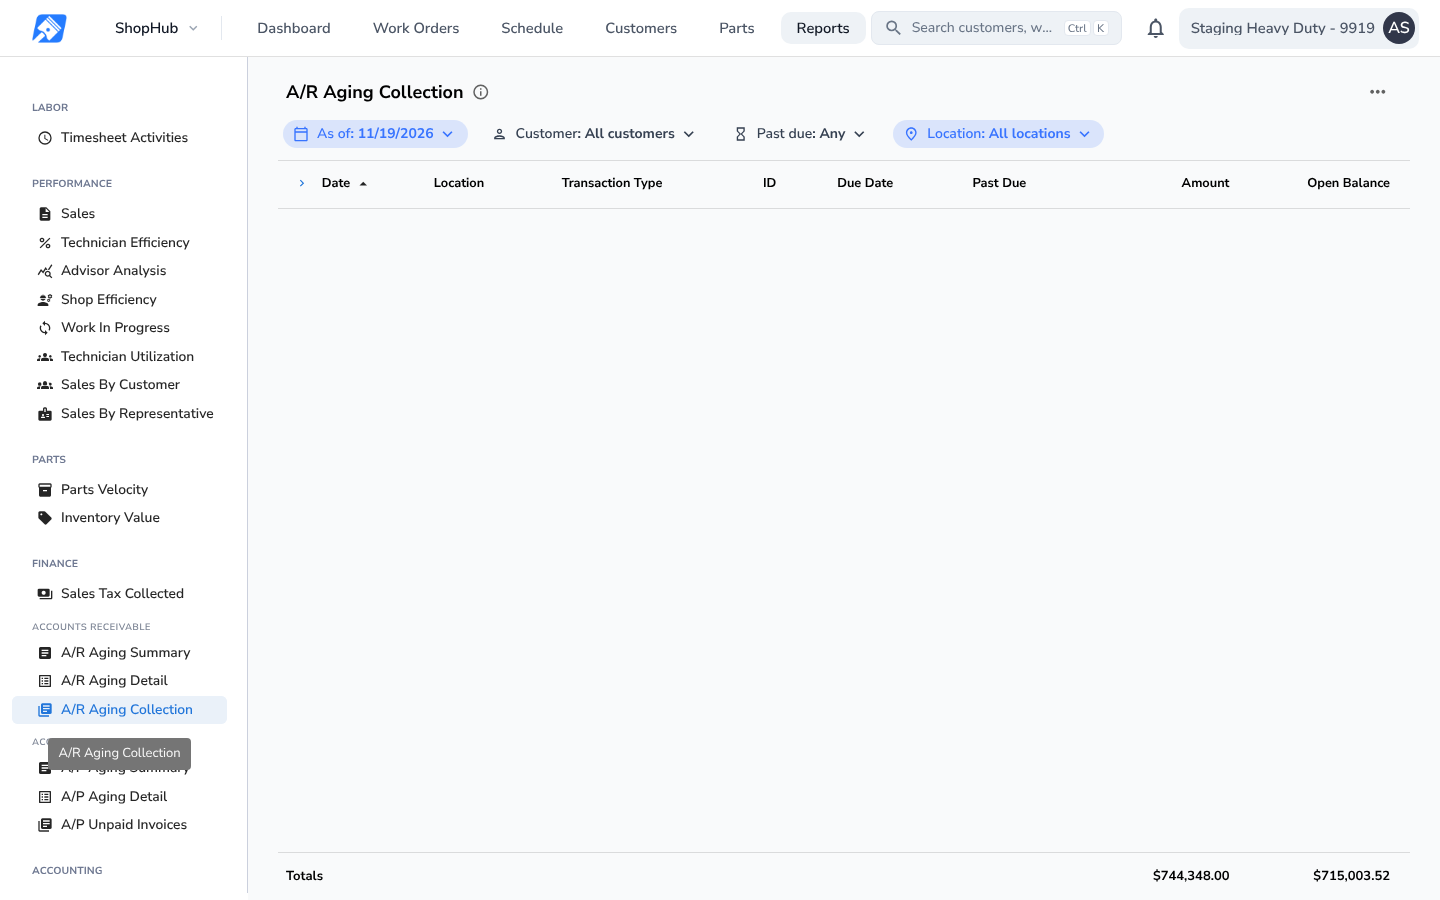 ShopHub
Dashboard
Work Orders
Schedule
Customers
Parts
Reports
Search customers, w...
Ctrl
K
Staging Heavy Duty - 9919
AS
LABOR
Timesheet Activities
PERFORMANCE
Sales
Technician Efficiency
Advisor Analysis
Shop Efficiency
Work In Progress
Technician Utilization
Sales By Customer
Sales By Representative
PARTS
Parts Velocity
Inventory Value
FINANCE
Sales Tax Collected
ACCOUNTS RECEIVABLE
A/R Aging Summary
A/R Aging Detail
A/R Aging Collection
A/R Aging Collection
A/P Aging Summary
A/P Aging Detail
A/P Unpaid Invoices
ACCOUNTING
A/R Aging Collection
As of: 11/19/2026
Customer: All customers
Past due: Any
Location: All locations
Date
Location
Transaction Type
ID
Due Date
Past Due
Amount
Open Balance
Totals
$744,348.00
$715,003.52